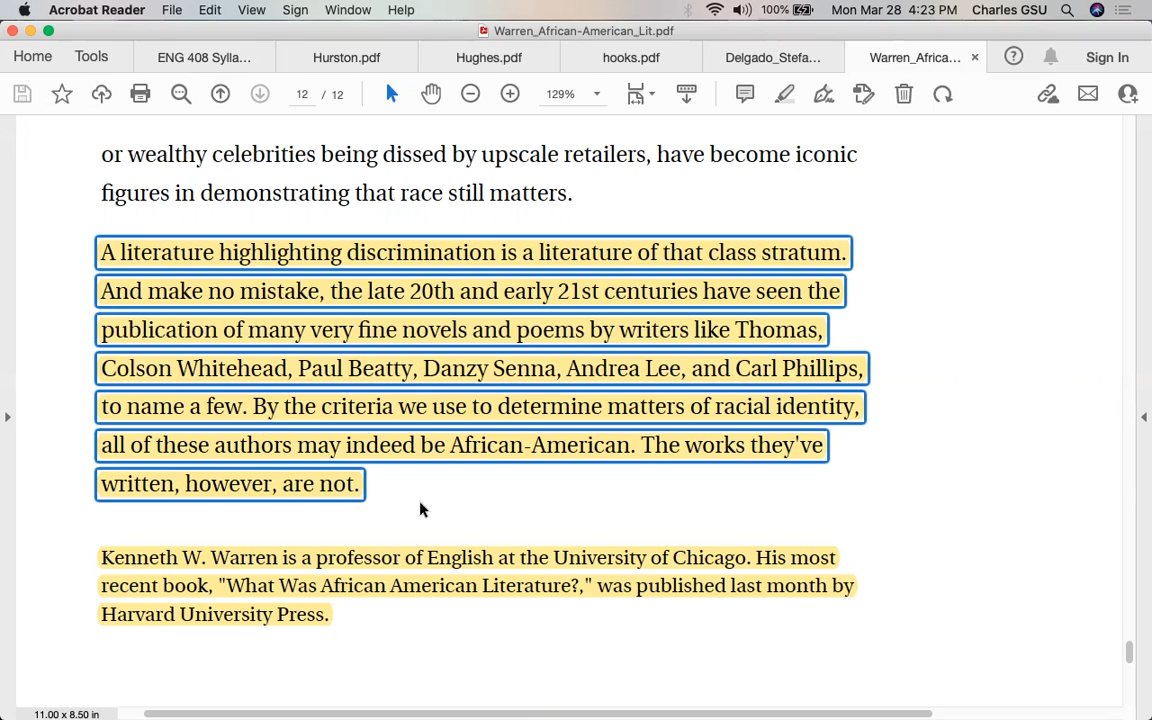 Acrobat Reader File Edit View Sign Window Help 100% Mon Mar 28 4:23 PM Charles GSU
Warren_African-American_Lit.pdf
Home Tools ENG 408 Sylla... Hurston.pdf Hughes.pdf hooks.pdf Delgado_Stefa... Warren_Africa... × ? Sign In
12 / 12 129%
or wealthy celebrities being dissed by upscale retailers, have become iconic
figures in demonstrating that race still matters.
A literature highlighting discrimination is a literature of that class stratum.
And make no mistake, the late 20th and early 21st centuries have seen the
publication of many very fine novels and poems by writers like Thomas,
Colson Whitehead, Paul Beatty, Danzy Senna, Andrea Lee, and Carl Phillips,
to name a few. By the criteria we use to determine matters of racial identity,
all of these authors may indeed be African-American. The works they've
written, however, are not.
Kenneth W. Warren is a professor of English at the University of Chicago. His most
recent book, "What Was African American Literature?," was published last month by
Harvard University Press.
11.00 x 8.50 in